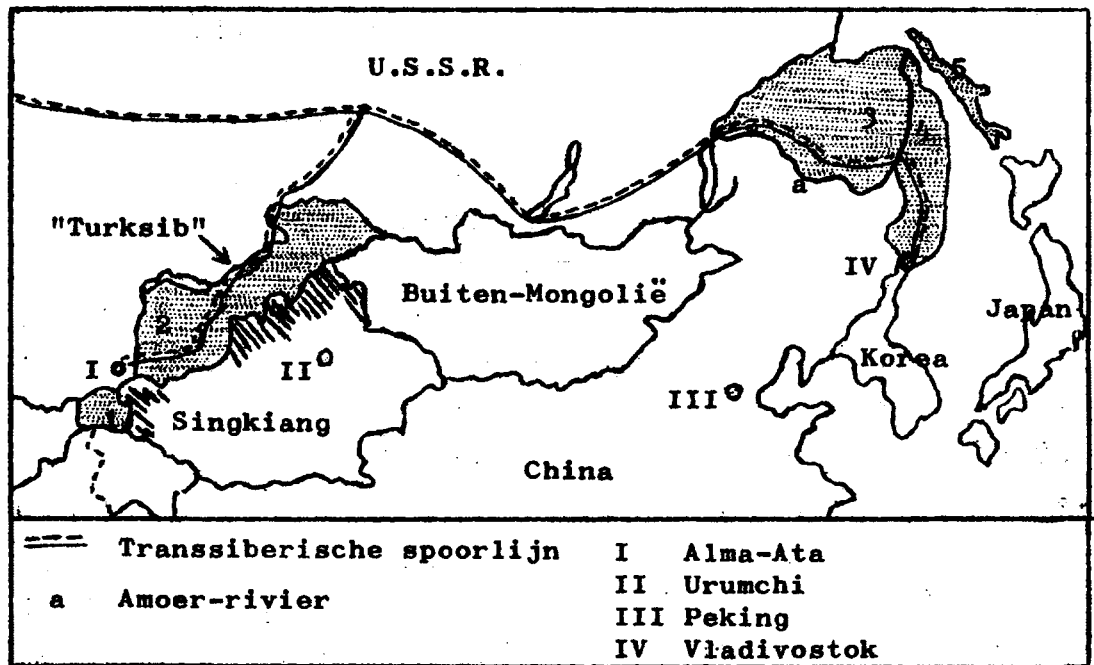 U.S.S.R.
5
3
4
a
"Turksib"
IV
Buiten-Mongolië
Japan
2
Korea
I
II
III
1
Singkiang
China
Transsiberische spoorlijn
a Amoer-rivier
I Alma-Ata
II Urumchi
III Peking
IV Vladivostok